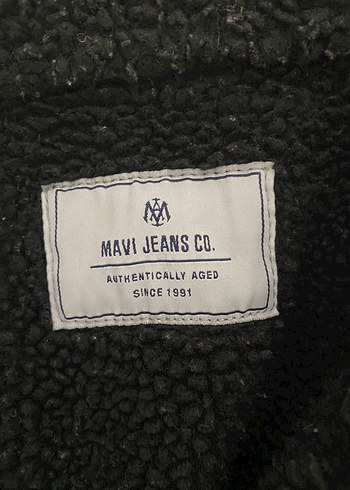 MAVI JEANS CO.
AUTHENTICALLY AGED
SINCE 1991